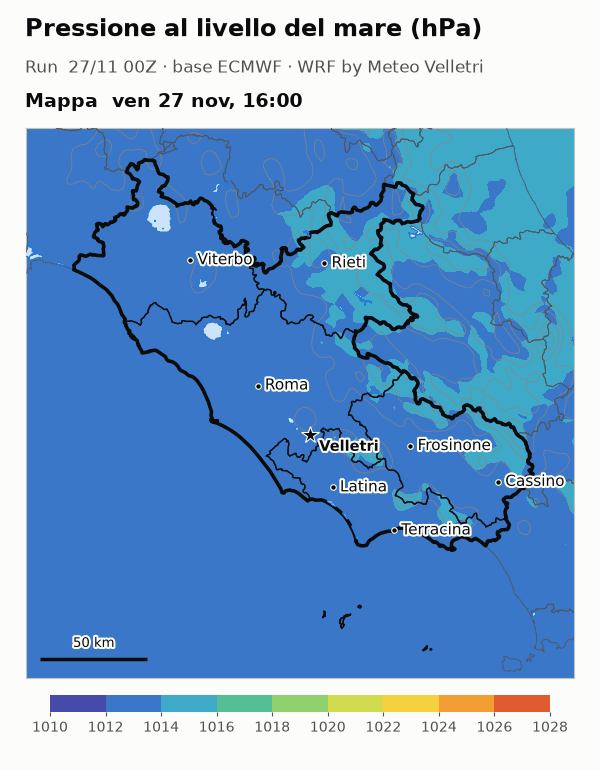 Pressione al livello del mare (hPa)
Run  27/11 00Z · base ECMWF · WRF by Meteo Velletri
Mappa  ven 27 nov, 16:00
Viterbo
Rieti
Roma
Velletri
Frosinone
Cassino
Latina
Terracina
50 km
1010 1012 1014 1016 1018 1020 1022 1024 1026 1028